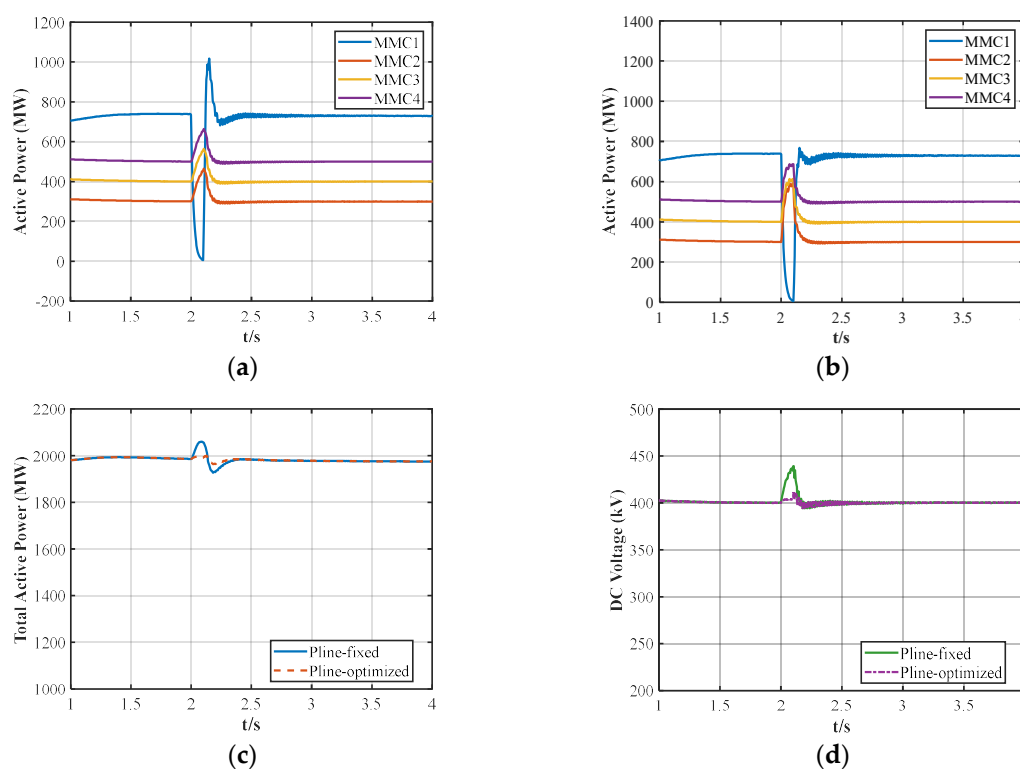 1200
1000
800
600
400
200
0
-200
Active Power (MW)
MMC1
MMC2
MMC3
MMC4
1 1.5 2 2.5 3 3.5 4
t/s
(a)
1400
1200
1000
800
600
400
200
0
Active Power (MW)
MMC1
MMC2
MMC3
MMC4
1 1.5 2 2.5 3 3.5 4
t/s
(b)
2200
2000
1800
1600
1400
1200
1000
Total Active Power (MW)
Pline-fixed
Pline-optimized
1 1.5 2 2.5 3 3.5 4
t/s
(c)
500
450
400
350
300
250
200
DC Voltage (kV)
Pline-fixed
Pline-optimized
1 1.5 2 2.5 3 3.5
t/s
(d)